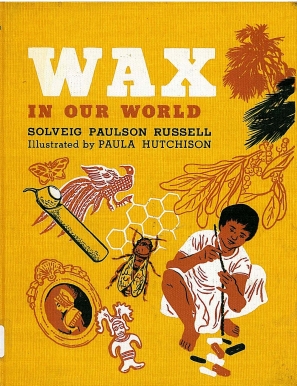 WAX
IN OUR WORLD
SOLVEIG PAULSON RUSSELL
Illustrated by PAULA HUTCHISON